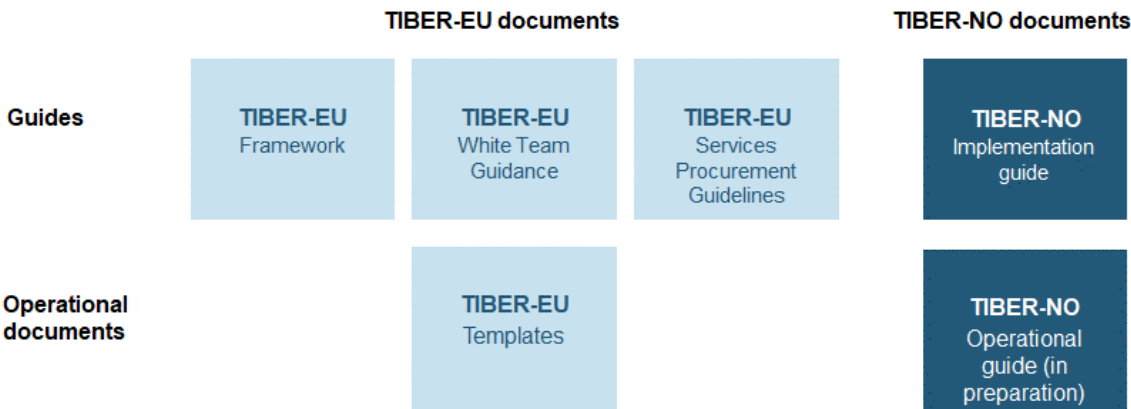 TIBER-EU documents
TIBER-NO documents
Guides
TIBER-EU
Framework
TIBER-EU
White Team
Guidance
TIBER-EU
Services
Procurement
Guidelines
TIBER-NO
Implementation
guide
Operational
documents
TIBER-EU
Templates
TIBER-NO
Operational
guide (in
preparation)